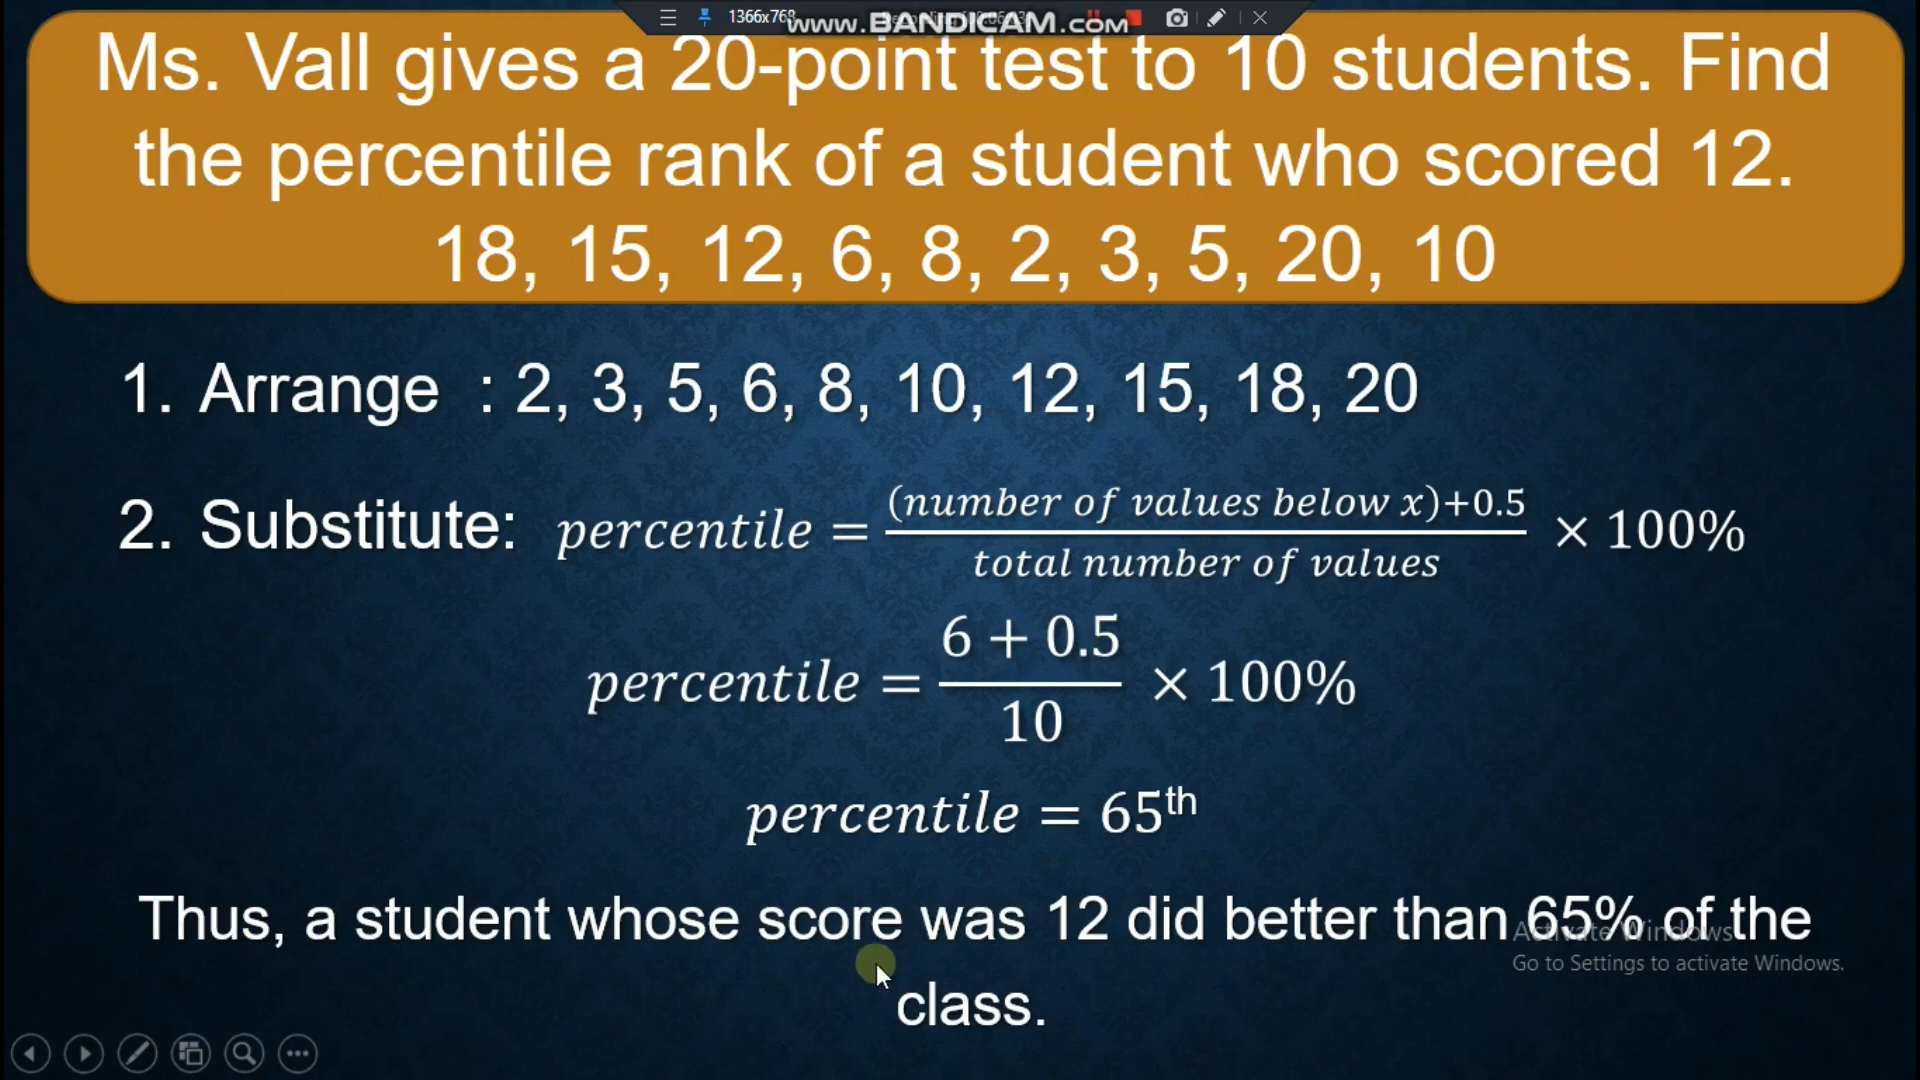 1366x768
www.BANDICAM.com
Ms. Vall gives a 20-point test to 10 students. Find
the percentile rank of a student who scored 12.
18, 15, 12, 6, 8, 2, 3, 5, 20, 10
1. Arrange : 2, 3, 5, 6, 8, 10, 12, 15, 18, 20
2. Substitute: percentile = (number of values below x)+0.5 / total number of values × 100%
percentile = 6 + 0.5 / 10 × 100%
percentile = 65th
Thus, a student whose score was 12 did better than 65% of the
class.
Activate Windows
Go to Settings to activate Windows.